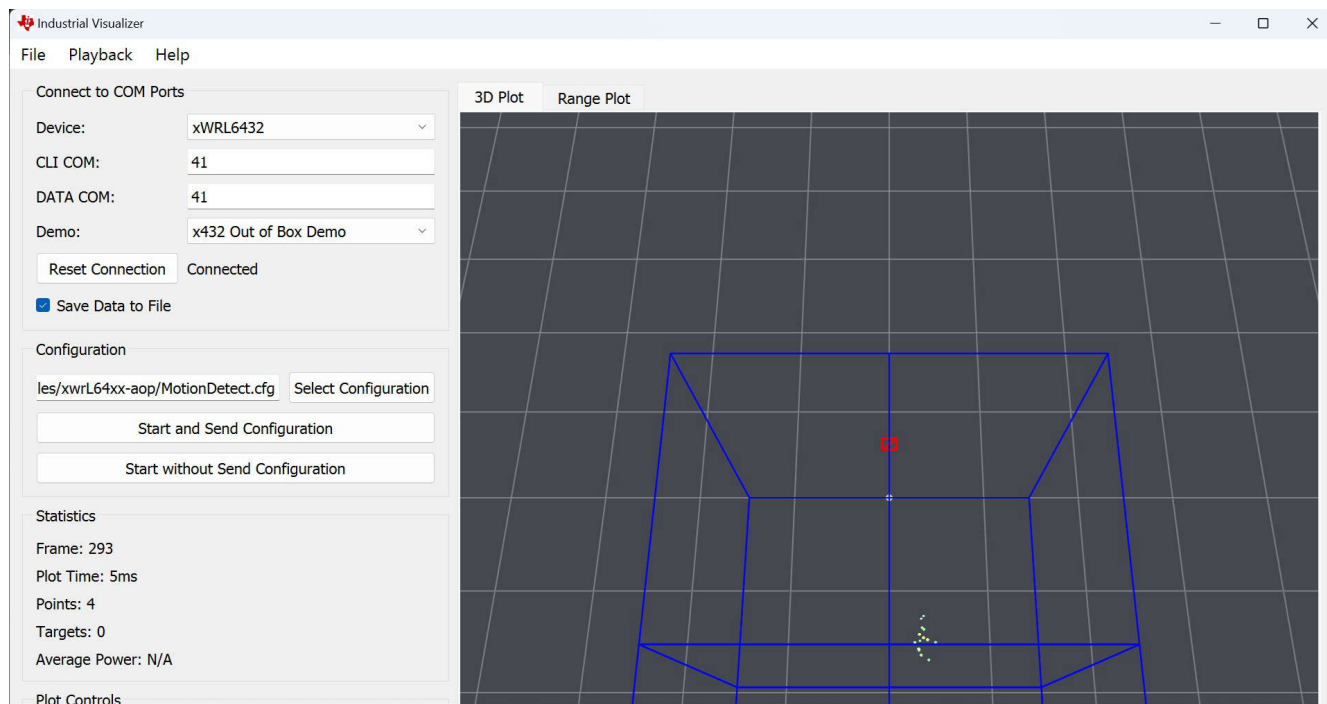 Industrial Visualizer
File Playback Help
Connect to COM Ports
Device: xWRL6432
CLI COM: 41
DATA COM: 41
Demo: x432 Out of Box Demo
Reset Connection Connected
Save Data to File
Configuration
les/xwrL64xx-aop/MotionDetect.cfg Select Configuration
Start and Send Configuration
Start without Send Configuration
Statistics
Frame: 293
Plot Time: 5ms
Points: 4
Targets: 0
Average Power: N/A
Plot Controls
3D Plot Range Plot